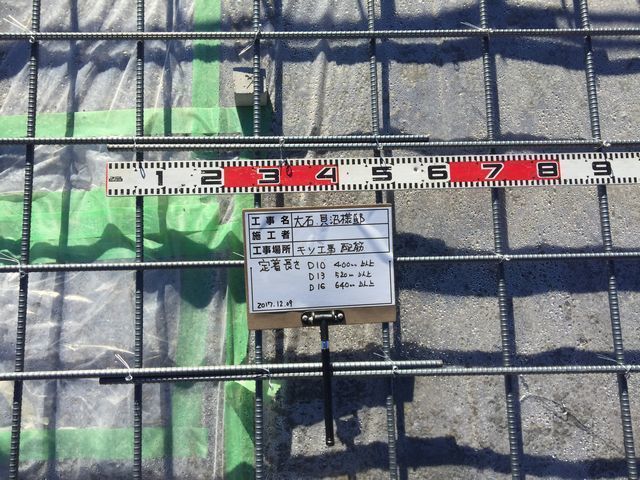 1 2 3 4 5 6 7 8 9
工事名 大石 見沼様邸
施工者
工事場所 キソ工事 配筋
定着長さ D10 400mm以上
D13 520mm以上
D16 640mm以上
2017.12.09